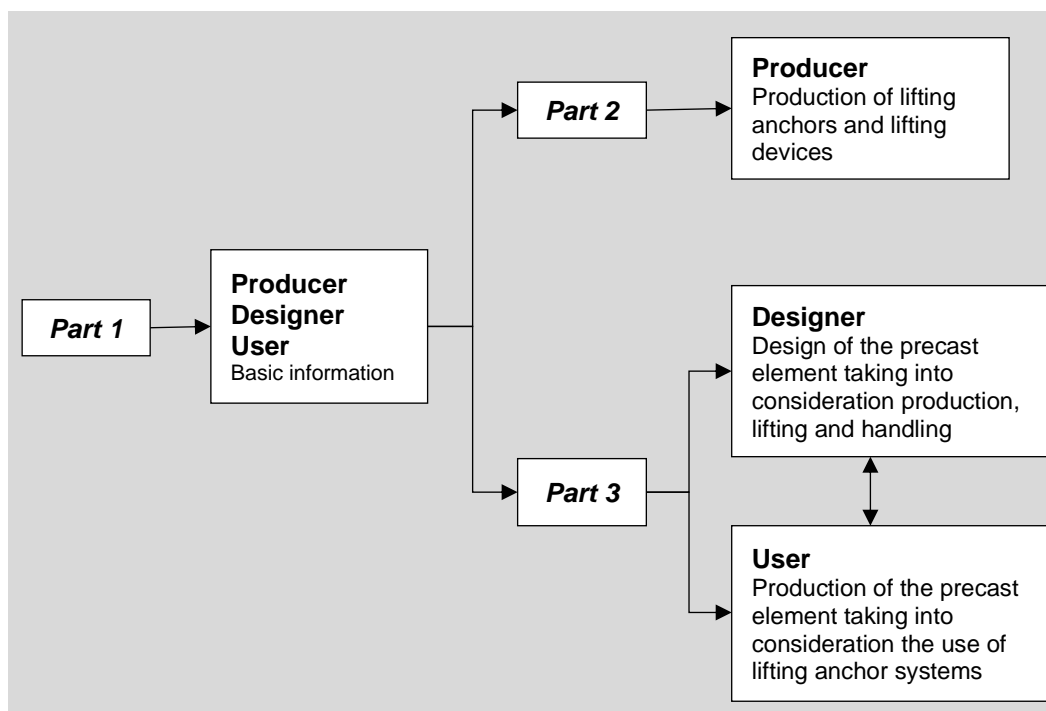 Part 1
Producer
Designer
User
Basic information
Part 2
Producer
Production of lifting
anchors and lifting
devices
Part 3
Designer
Design of the precast
element taking into
consideration production,
lifting and handling
User
Production of the precast
element taking into
consideration the use of
lifting anchor systems